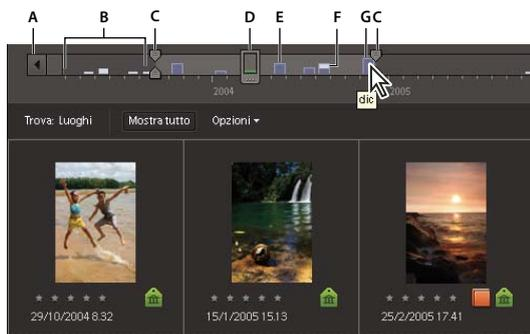 A B C D E F G C
2004 2005
dic
Trova: Luoghi Mostra tutto Opzioni
29/10/2004 8.32 15/1/2005 15.13 25/2/2005 17.41